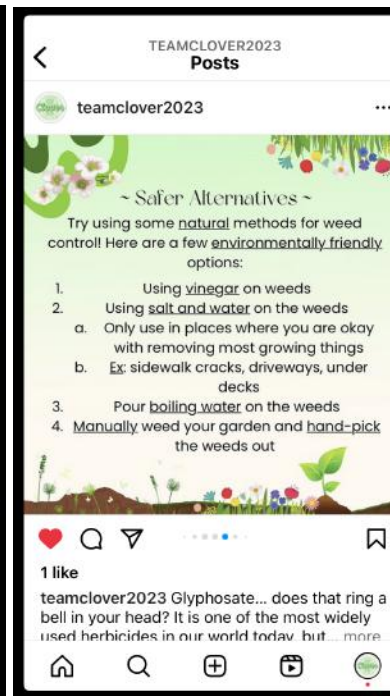 TEAMCLOVER2023
Posts
teamclover2023
~ Safer Alternatives ~
Try using some natural methods for weed
control! Here are a few environmentally friendly
options:
1. Using vinegar on weeds
2. Using salt and water on the weeds
a. Only use in places where you are okay
with removing most growing things
b. Ex: sidewalk cracks, driveways, under
decks
3. Pour boiling water on the weeds
4. Manually weed your garden and hand-pick
the weeds out
1 like
teamclover2023 Glyphosate... does that ring a
bell in your head? It is one of the most widely
used herbicides in our world today, but... more